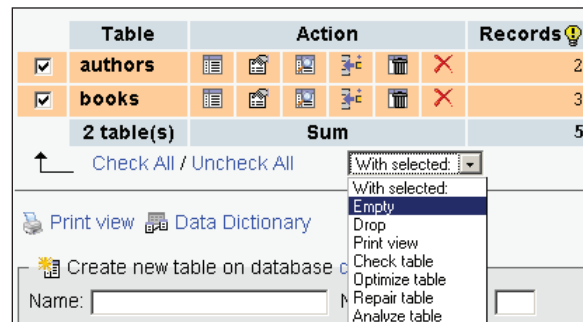 Table Action Records
authors 2
books 3
2 table(s) Sum 5
Check All / Uncheck All With selected:
With selected:
Empty
Print view Data Dictionary
Drop
Print view
Create new table on database
Check table
Optimize table
Name:
Repair table
Analyze table